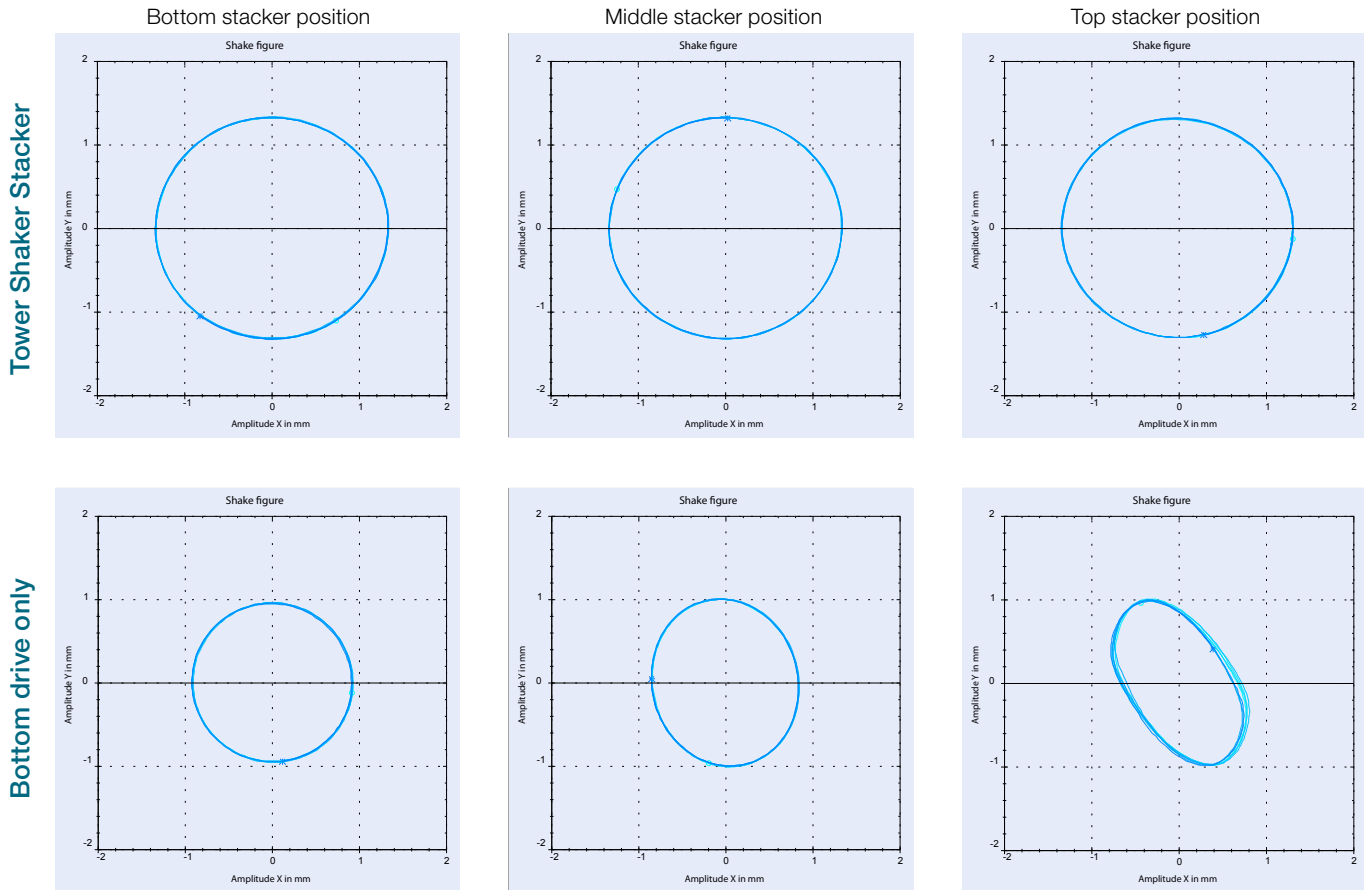 Bottom stacker position
Middle stacker position
Top stacker position
Tower Shaker Stacker
Shake figure
2
1
0
-1
-2
Amplitude Y in mm
-2
-1
0
1
2
Amplitude X in mm
Shake figure
2
1
0
-1
-2
Amplitude Y in mm
-2
-1
0
1
2
Amplitude X in mm
Shake figure
2
1
0
-1
-2
Amplitude Y in mm
-2
-1
0
1
2
Amplitude X in mm
Bottom drive only
Shake figure
2
1
0
-1
-2
Amplitude Y in mm
-2
-1
0
1
2
Amplitude X in mm
Shake figure
2
1
0
-1
-2
Amplitude Y in mm
-2
-1
0
1
2
Amplitude X in mm
Shake figure
2
1
0
-1
-2
Amplitude Y in mm
-2
-1
0
1
2
Amplitude X in mm